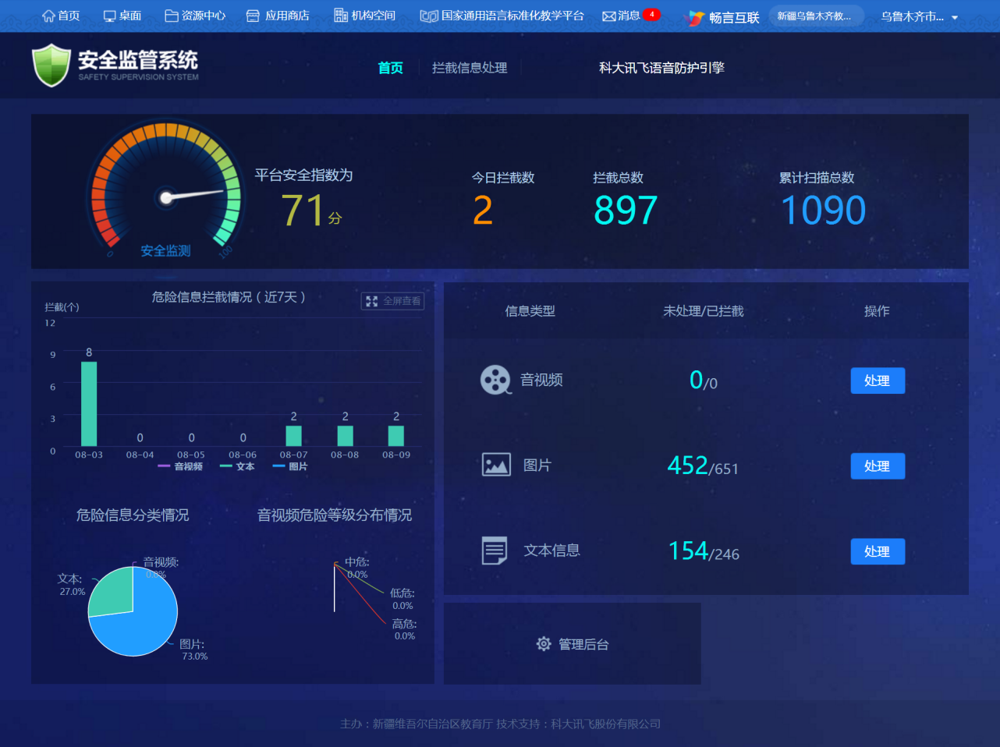 首页 桌面 资源中心 应用商店 机构空间 国家通用语言标准化教学平台 消息 4 畅言互联 新疆乌鲁木齐教... 乌鲁木齐市...
安全监管系统
SAFETY SUPERVISION SYSTEM
首页 拦截信息处理 科大讯飞语音防护引擎
平台安全指数为
71分
0 安全监测 100
今日拦截数 拦截总数 累计扫描总数
2 897 1090
危险信息拦截情况（近7天）
全屏查看
拦截(个)
12
9
6
3
0
8 0 0 0 2 2 2
08-03 08-04 08-05 08-06 08-07 08-08 08-09
音视频 文本 图片
危险信息分类情况 音视频危险等级分布情况
音视频:
0.0%
文本:
27.0%
图片:
73.0%
中危:
0.0%
低危:
0.0%
高危:
0.0%
信息类型 未处理/已拦截 操作
音视频 0/0 处理
图片 452/651 处理
文本信息 154/246 处理
管理后台
主办：新疆维吾尔自治区教育厅 技术支持：科大讯飞股份有限公司